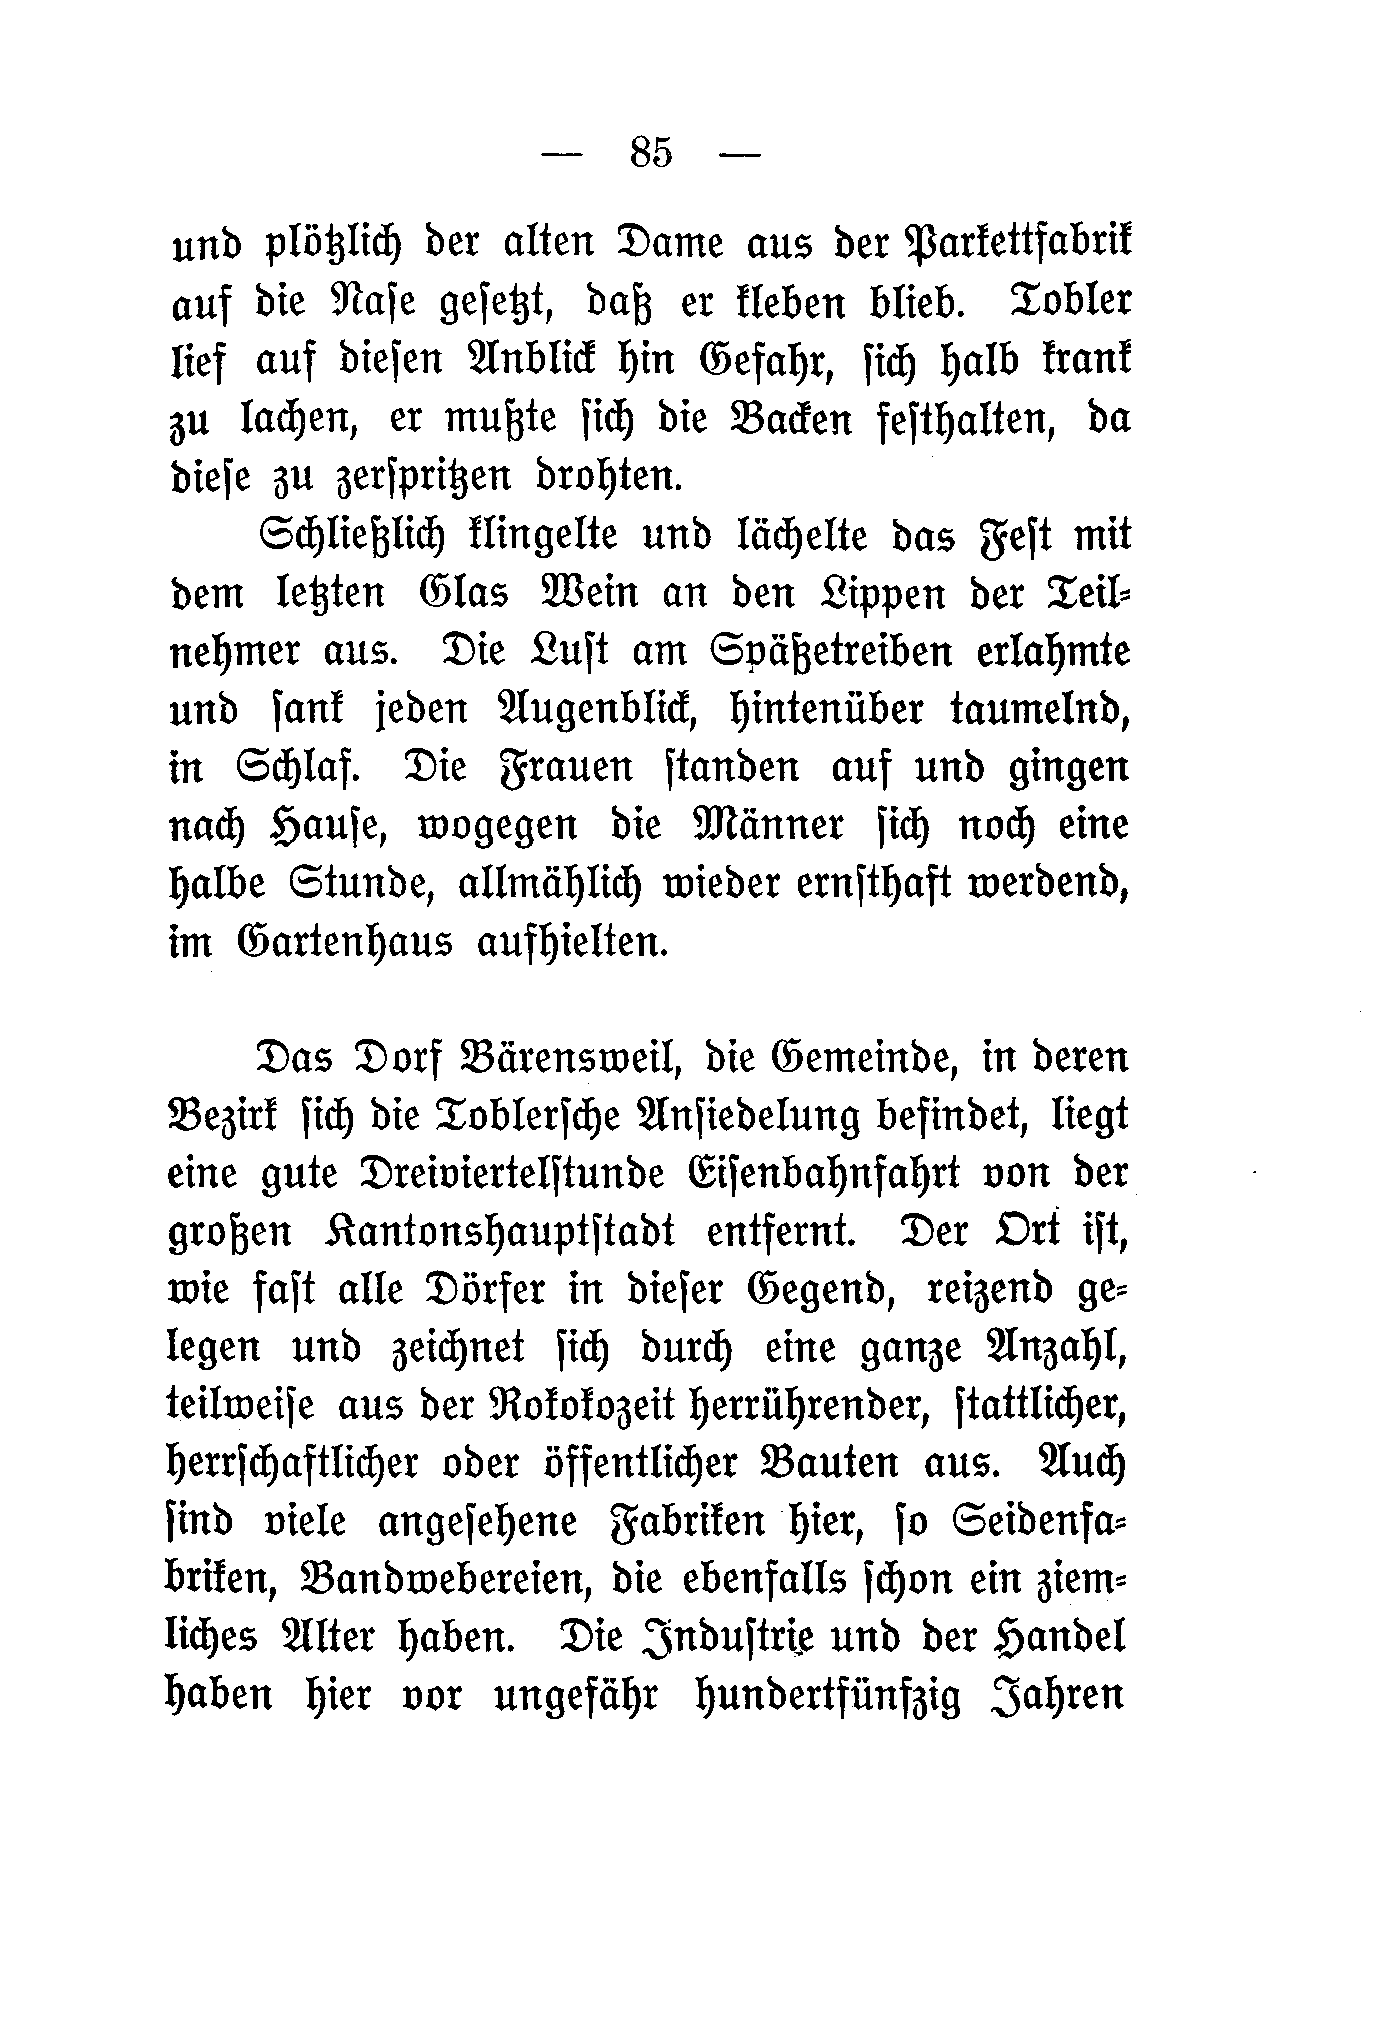 — 85 —
und plötzlich der alten Dame aus der Parkettfabrik
auf die Nase gesetzt, daß er kleben blieb. Tobler
lief auf diesen Anblick hin Gefahr, sich halb krank
zu lachen, er mußte sich die Backen festhalten, da
diese zu zerspritzen drohten.
Schließlich klingelte und lächelte das Fest mit
dem letzten Glas Wein an den Lippen der Teil-
nehmer aus. Die Lust am Späßetreiben erlahmte
und sank jeden Augenblick, hintenüber taumelnd,
in Schlaf. Die Frauen standen auf und gingen
nach Hause, wogegen die Männer sich noch eine
halbe Stunde, allmählich wieder ernsthaft werdend,
im Gartenhaus aufhielten.
Das Dorf Bärensweil, die Gemeinde, in deren
Bezirk sich die Toblersche Ansiedelung befindet, liegt
eine gute Dreiviertelstunde Eisenbahnfahrt von der
großen Kantonshauptstadt entfernt. Der Ort ist,
wie fast alle Dörfer in dieser Gegend, reizend ge-
legen und zeichnet sich durch eine ganze Anzahl,
teilweise aus der Rokokozeit herrührender, stattlicher,
herrschaftlicher oder öffentlicher Bauten aus. Auch
sind viele angesehene Fabriken hier, so Seidenfa-
briken, Bandwebereien, die ebenfalls schon ein ziem-
liches Alter haben. Die Industrie und der Handel
haben hier vor ungefähr hundertfünfzig Jahren